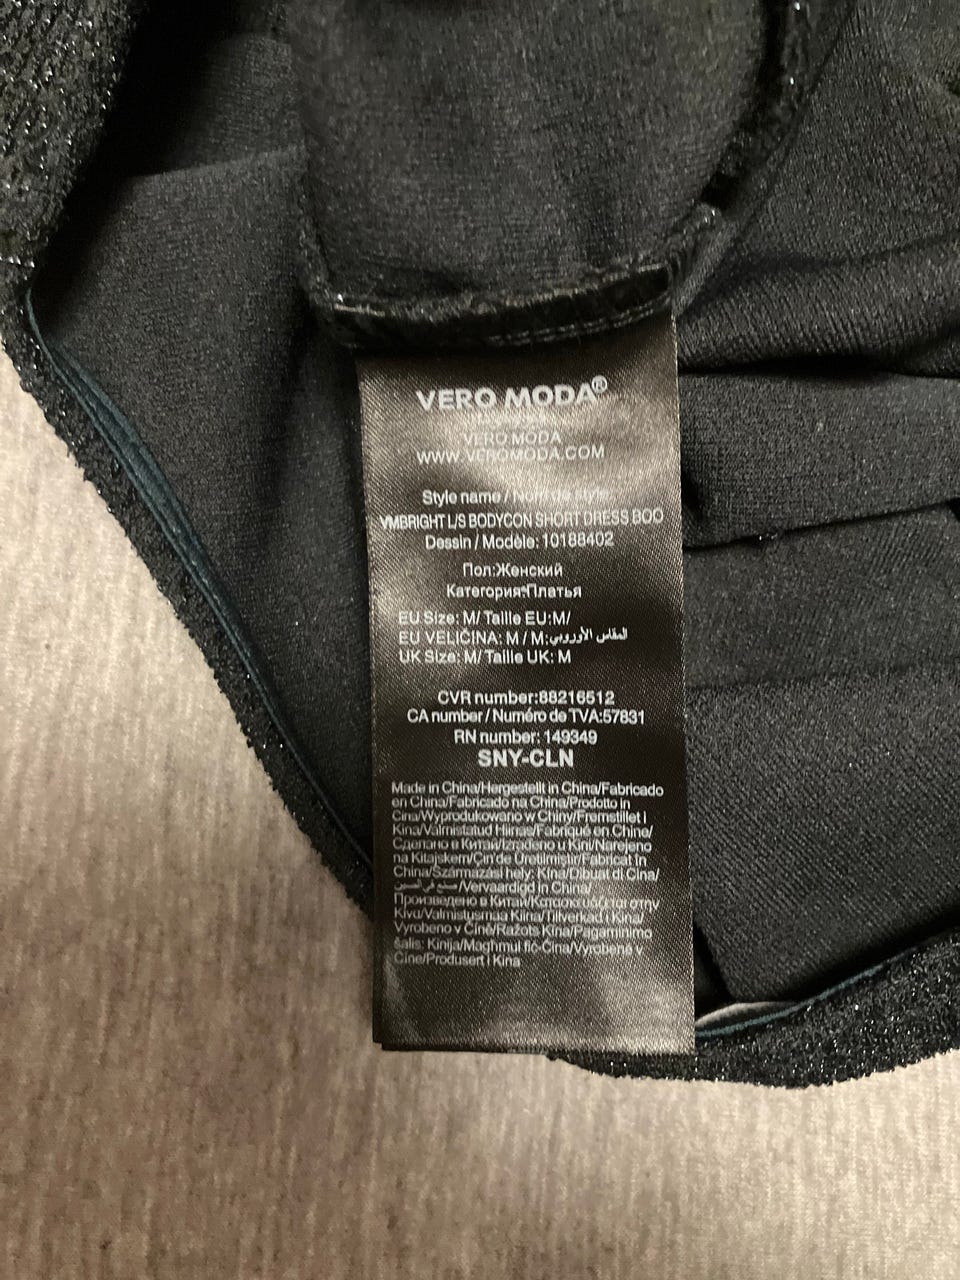 VERO MODA®
VERO MODA
WWW.VEROMODA.COM
Style name / Nom de style:
VMBRIGHT L/S BODYCON SHORT DRESS BOO
Dessin / Modèle: 10188402
Пол:Женский
Категория:Платья
EU Size: M/ Taille EU:M/
EU VELIČINA: M / M:المقاس الأوروبي
UK Size: M/ Taille UK: M
CVR number:88216512
CA number / Numéro de TVA:57831
RN number: 149349
SNY-CLN
Made in China/Hergestellt in China/Fabricado
en China/Fabricado na China/Prodotto in
Cina/Wyprodukowano w Chiny/Fremstillet i
Kina/Valmistatud Hiinas/Fabriqué en Chine/
Сделано в Китай/Izrađeno u Kini/Narejeno
na Kitajskem/Çin'de Üretilmiştir/Fabricat în
China/Származási hely: Kína/Dibuat di Cina/
صنع في الصين/Vervaardigd in China/
Произведено в Китай/Κατασκευάζεται στην
Κίνα/Valmistusmaa Kiina/Tillverkad i Kina/
Vyrobeno v Číně/Ražots Ķīna/Pagaminimo
šalis: Kinija/Magħmul fiċ-Ċina/Vyrobené v
Číne/Produsert i Kina